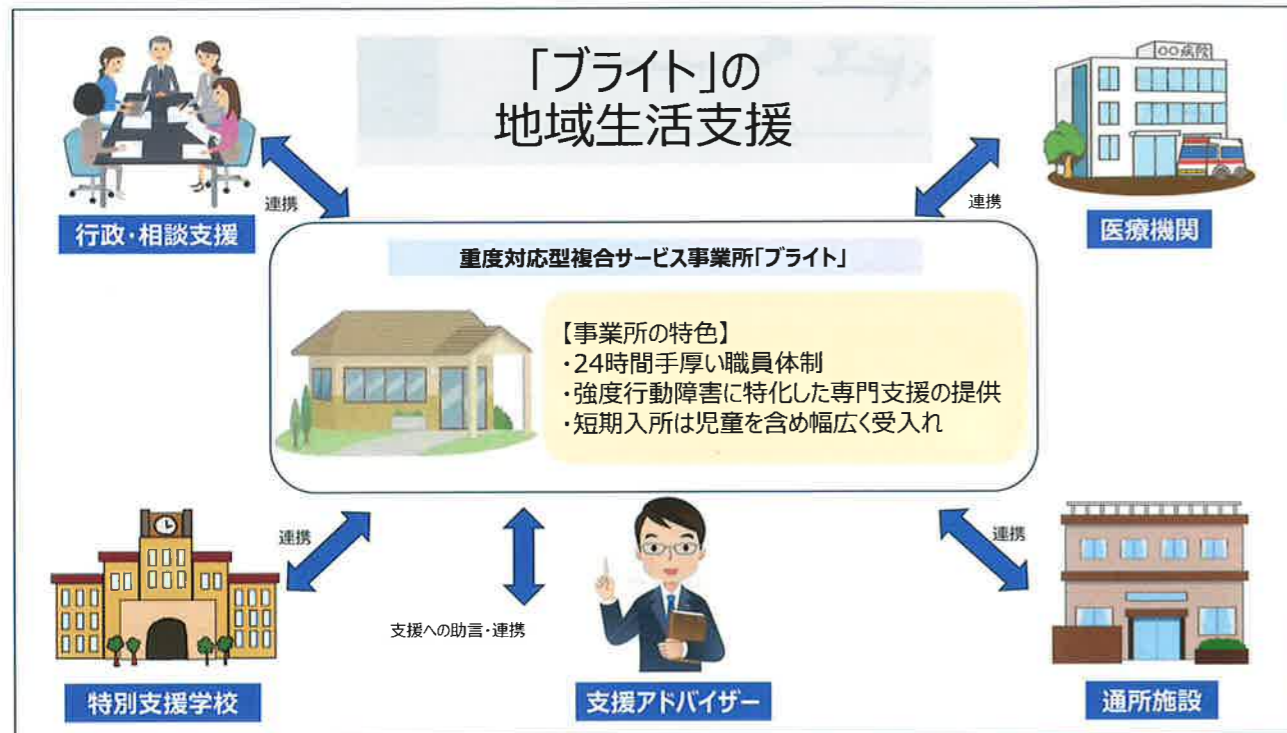 「ブライト」の
地域生活支援
〇〇病院
連携
連携
行政・相談支援
医療機関
重度対応型複合サービス事業所「ブライト」
【事業所の特色】
・24時間手厚い職員体制
・強度行動障害に特化した専門支援の提供
・短期入所は児童を含め幅広く受入れ
連携
連携
支援への助言・連携
特別支援学校
支援アドバイザー
通所施設